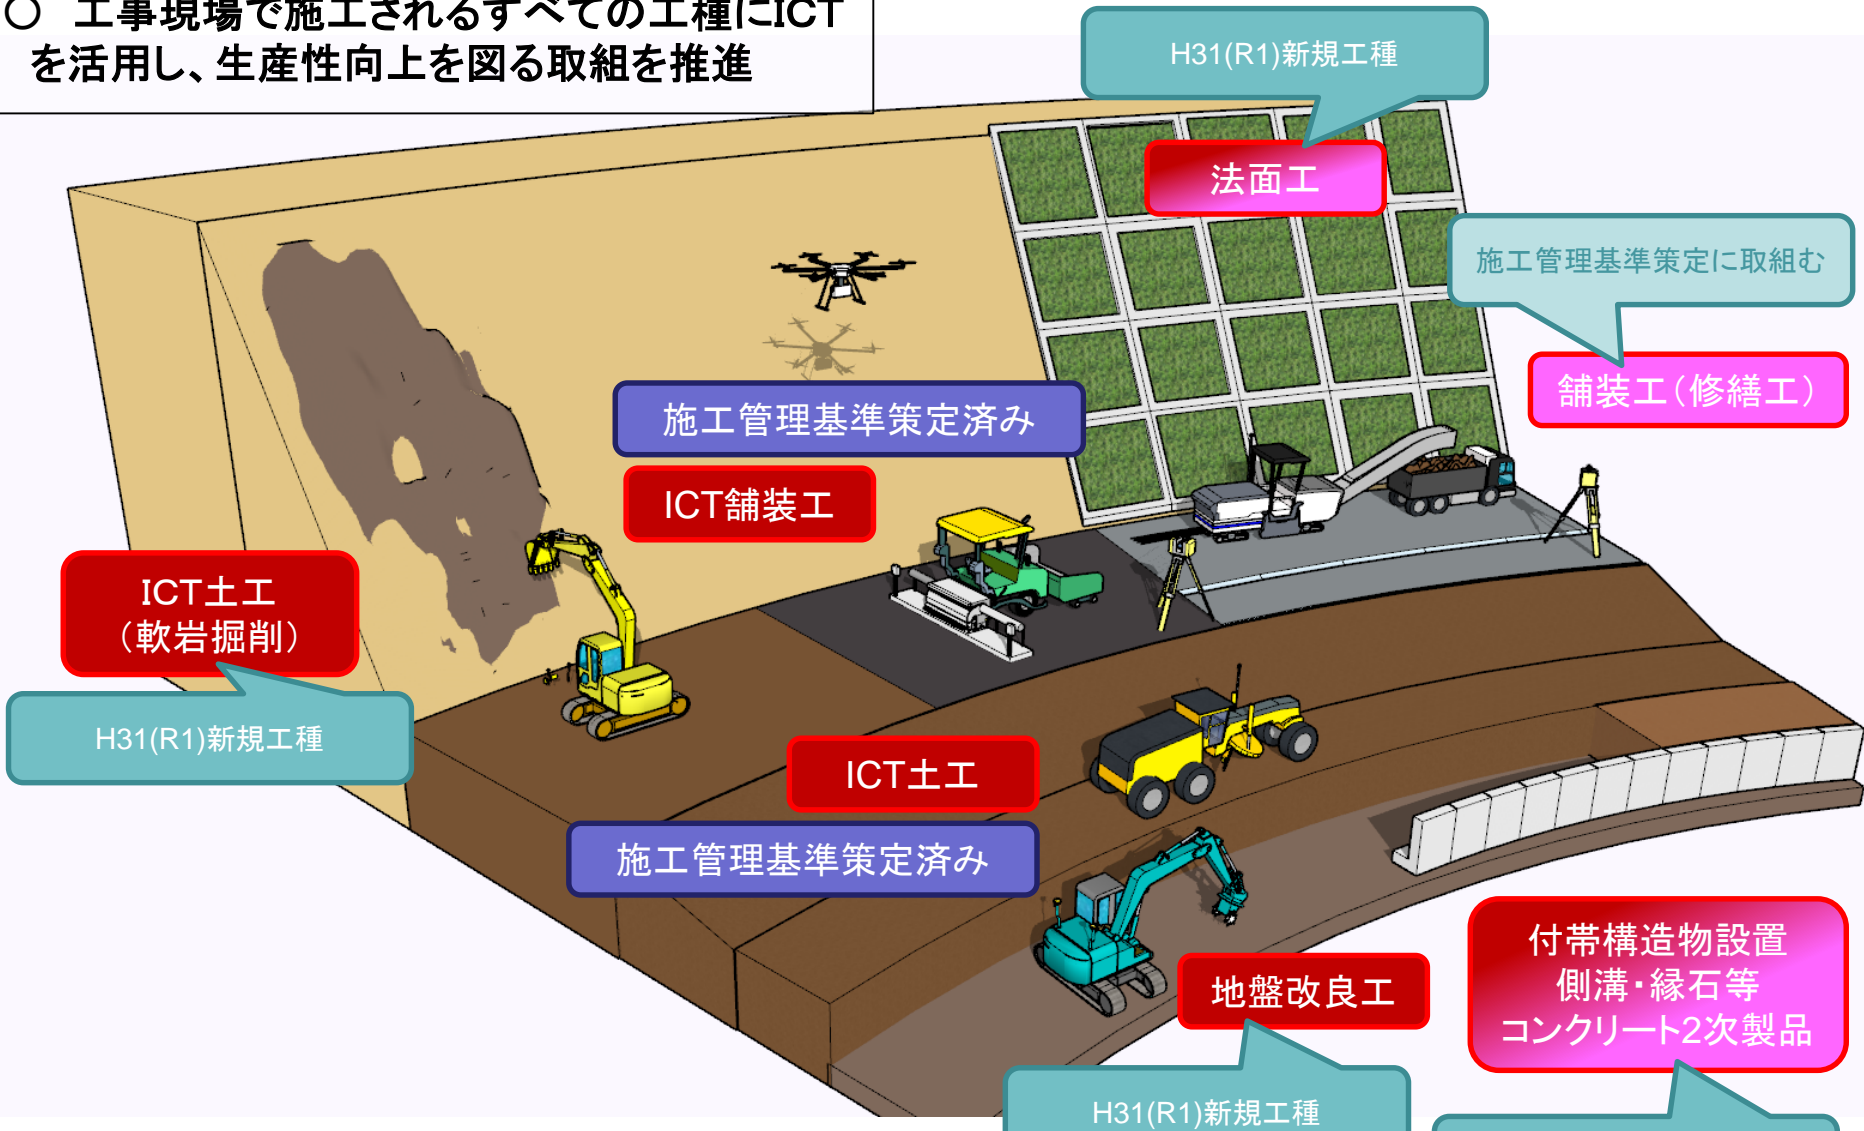 ○　工事現場で施工されるすべての工種にICT
を活用し、生産性向上を図る取組を推進
H31(R1)新規工種
法面工
施工管理基準策定に取組む
舗装工（修繕工）
施工管理基準策定済み
ICT舗装工
ICT土工
（軟岩掘削）
H31(R1)新規工種
ICT土工
施工管理基準策定済み
地盤改良工
H31(R1)新規工種
付帯構造物設置
側溝・縁石等
コンクリート2次製品